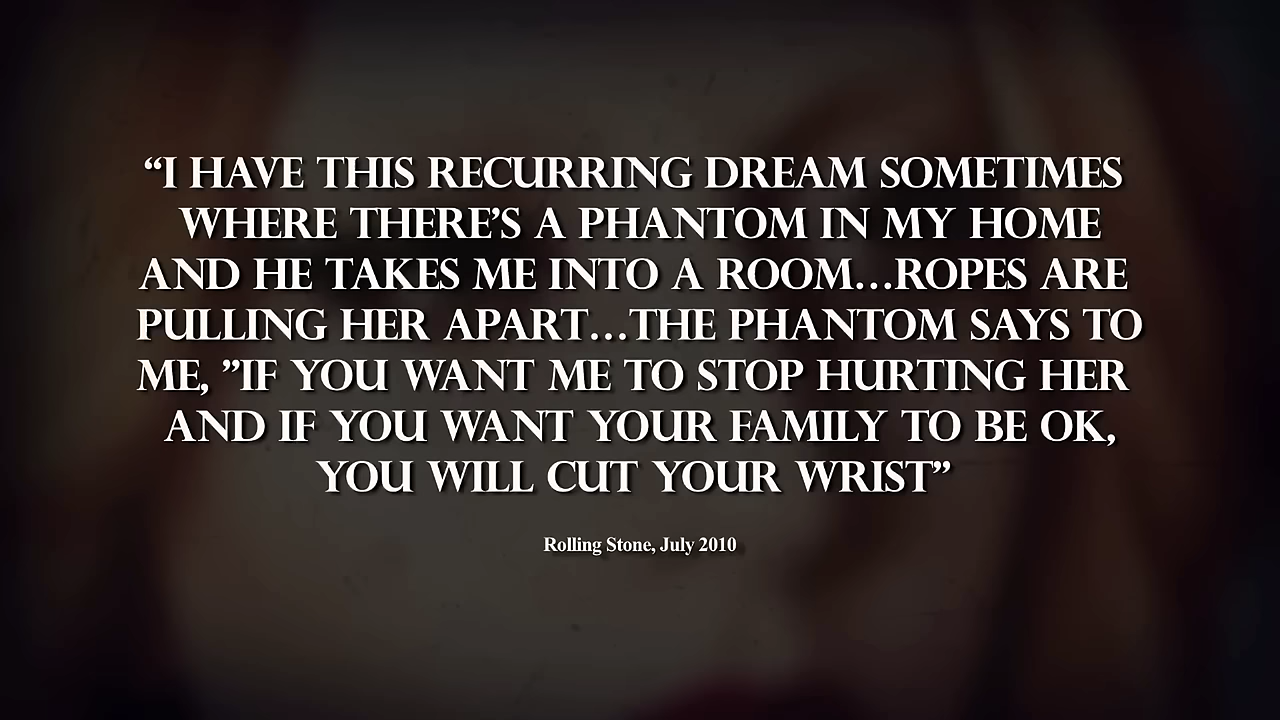 “I HAVE THIS RECURRING DREAM SOMETIMES
WHERE THERE’S A PHANTOM IN MY HOME
AND HE TAKES ME INTO A ROOM...ROPES ARE
PULLING HER APART...THE PHANTOM SAYS TO
ME, ”IF YOU WANT ME TO STOP HURTING HER
AND IF YOU WANT YOUR FAMILY TO BE OK,
YOU WILL CUT YOUR WRIST”
Rolling Stone, July 2010